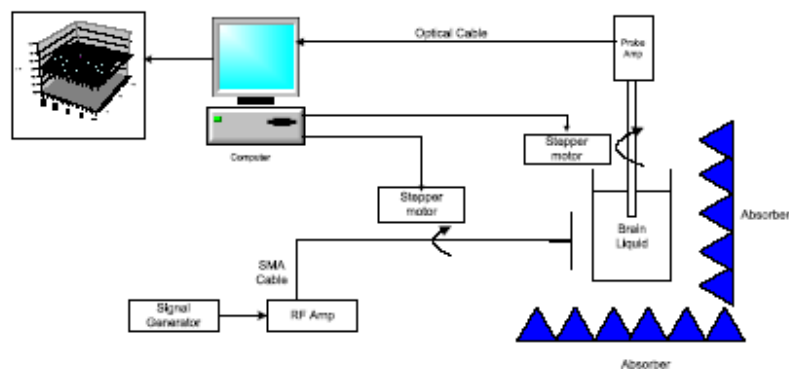 Optical Cable
Probe
Amp
Computer
Stepper
motor
Stepper
motor
Brain
Liquid
Absorber
SMA
Cable
Signal
Generator
RF Amp
Absorber